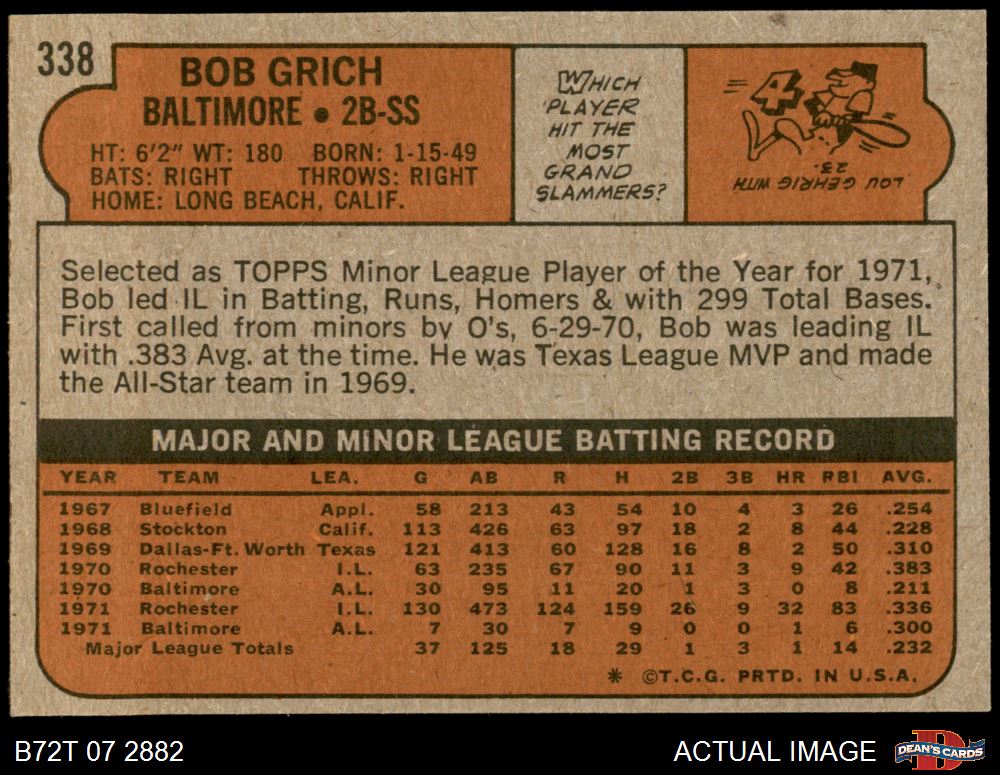 338
BOB GRICH
BALTIMORE • 2B-SS
HT: 6'2" WT: 180 BORN: 1-15-49
BATS: RIGHT THROWS: RIGHT
HOME: LONG BEACH, CALIF.
WHICH
PLAYER
HIT THE
MOST
GRAND
SLAMMERS?
4
LOU GEHRIG WITH
23.
Selected as TOPPS Minor League Player of the Year for 1971,
Bob led IL in Batting, Runs, Homers & with 299 Total Bases.
First called from minors by O's, 6-29-70, Bob was leading IL
with .383 Avg. at the time. He was Texas League MVP and made
the All-Star team in 1969.
MAJOR AND MINOR LEAGUE BATTING RECORD
YEAR TEAM LEA. G AB R H 2B 3B HR RBI AVG.
1967 Bluefield Appl. 58 213 43 54 10 4 3 26 .254
1968 Stockton Calif. 113 426 63 97 18 2 8 44 .228
1969 Dallas-Ft. Worth Texas 121 413 60 128 16 8 2 50 .310
1970 Rochester I.L. 63 235 67 90 11 3 9 42 .383
1970 Baltimore A.L. 30 95 11 20 1 3 0 8 .211
1971 Rochester I.L. 130 473 124 159 26 9 32 83 .336
1971 Baltimore A.L. 7 30 7 9 0 0 1 6 .300
Major League Totals 37 125 18 29 1 3 1 14 .232
* ©T.C.G. PRTD. IN U.S.A.
B72T 07 2882
ACTUAL IMAGE
D
DEAN'S CARDS